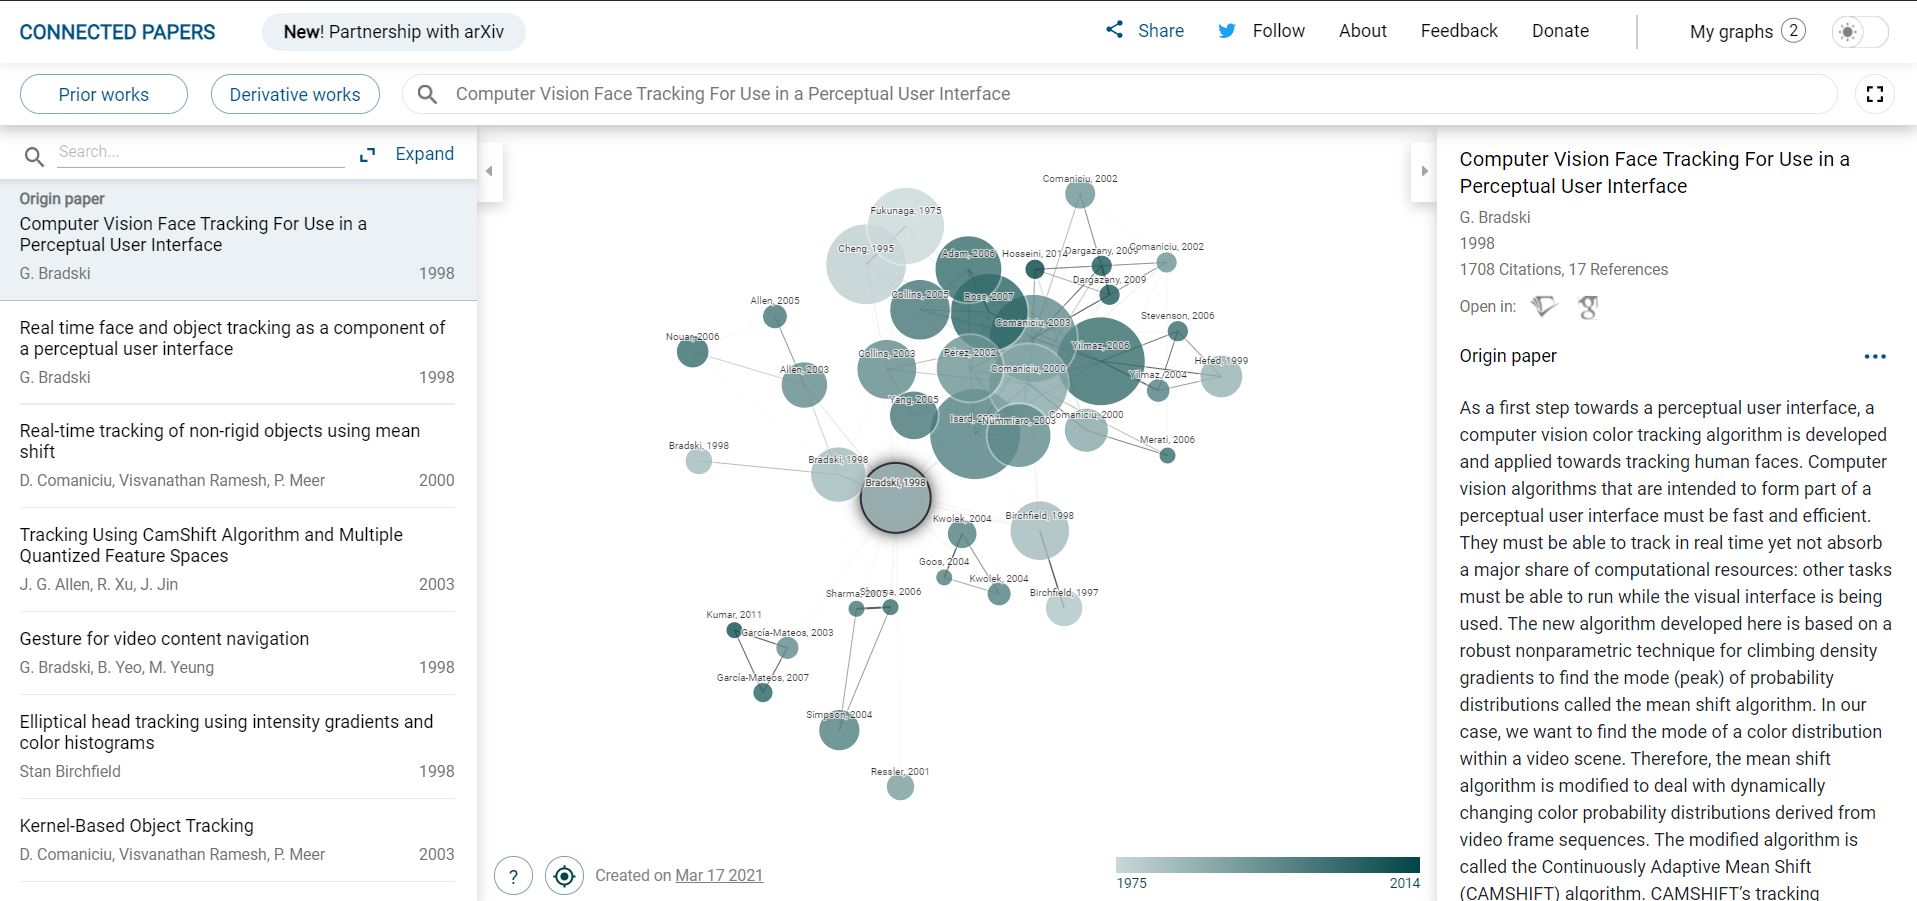 CONNECTED PAPERS
New! Partnership with arXiv
Share
Follow
About
Feedback
Donate
My graphs 2
Prior works
Derivative works
Computer Vision Face Tracking For Use in a Perceptual User Interface
Search...
Expand
Origin paper
Computer Vision Face Tracking For Use in a
Perceptual User Interface
G. Bradski 1998
Real time face and object tracking as a component of
a perceptual user interface
G. Bradski 1998
Real-time tracking of non-rigid objects using mean
shift
D. Comaniciu, Visvanathan Ramesh, P. Meer 2000
Tracking Using CamShift Algorithm and Multiple
Quantized Feature Spaces
J. G. Allen, R. Xu, J. Jin 2003
Gesture for video content navigation
G. Bradski, B. Yeo, M. Yeung 1998
Elliptical head tracking using intensity gradients and
color histograms
Stan Birchfield 1998
Kernel-Based Object Tracking
D. Comaniciu, Visvanathan Ramesh, P. Meer 2003
Comaniciu, 2002
Fukunaga, 1975
Cheng, 1995
Adam, 2006
Hosseini, 2014
Dargazany, 2009
Comaniciu, 2002
Dargazany, 2009
Collins, 2005
Ross, 2007
Allen, 2005
Stevenson, 2006
Comaniciu, 2003
Nouar, 2006
Yilmaz, 2006
Collins, 2003
Pérez, 2002
Hefed, 1999
Allen, 2003
Comaniciu, 2000
Yilmaz, 2004
Yang, 2005
Isard,
Nummiaro, 2003
Comaniciu, 2000
Merati, 2006
Bradski, 1998
Bradski, 1998
Bradski, 1998
Kwolek, 2004
Birchfield, 1998
Goos, 2004
Kwolek, 2004
Birchfield, 1997
Sharma, 2005
2006
Kumar, 2011
García-Mateos, 2003
García-Mateos, 2007
Simpson, 2004
Ressler, 2001
?
Created on Mar 17 2021
1975
2014
Computer Vision Face Tracking For Use in a
Perceptual User Interface
G. Bradski
1998
1708 Citations, 17 References
Open in:
Origin paper
As a first step towards a perceptual user interface, a
computer vision color tracking algorithm is developed
and applied towards tracking human faces. Computer
vision algorithms that are intended to form part of a
perceptual user interface must be fast and efficient.
They must be able to track in real time yet not absorb
a major share of computational resources: other tasks
must be able to run while the visual interface is being
used. The new algorithm developed here is based on a
robust nonparametric technique for climbing density
gradients to find the mode (peak) of probability
distributions called the mean shift algorithm. In our
case, we want to find the mode of a color distribution
within a video scene. Therefore, the mean shift
algorithm is modified to deal with dynamically
changing color probability distributions derived from
video frame sequences. The modified algorithm is
called the Continuously Adaptive Mean Shift
(CAMSHIFT) algorithm. CAMSHIFT's tracking